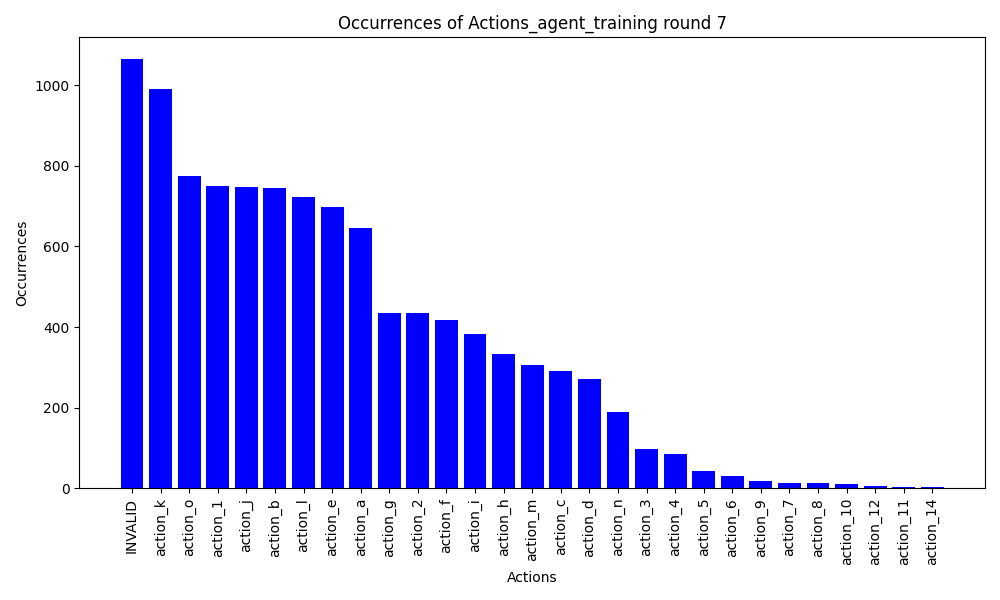 Occurrences of Actions_agent_training round 7
Occurrences
1000
800
600
400
200
0
INVALID
action_k
action_o
action_1
action_j
action_b
action_l
action_e
action_a
action_g
action_2
action_f
action_i
action_h
action_m
action_c
action_d
action_n
action_3
action_4
action_5
action_6
action_9
action_7
action_8
action_10
action_12
action_11
action_14
Actions